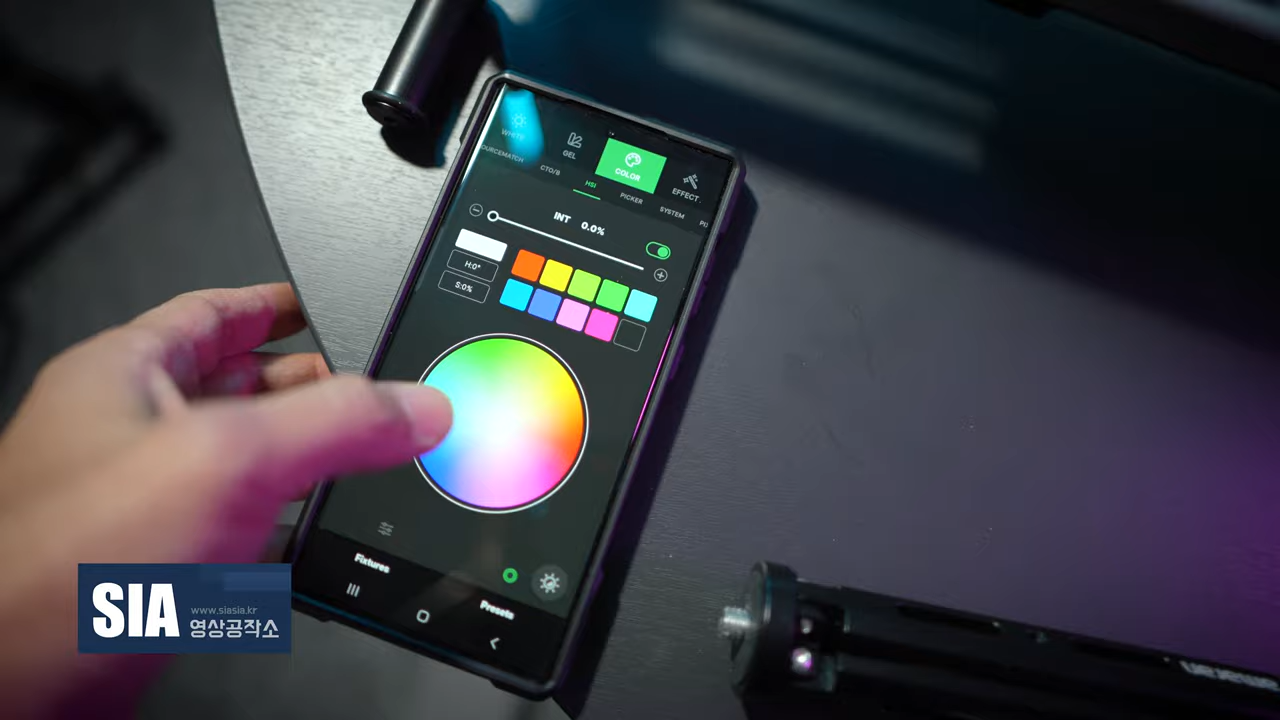 WHITE
GEL
COLOR
EFFECT
OURCEMATCH
CTO/B
HSI
PICKER
SYSTEM
INT 0.0%
H:0°
S:0%
Fixtures
Presets
SIA
www.siasia.kr
영상공작소